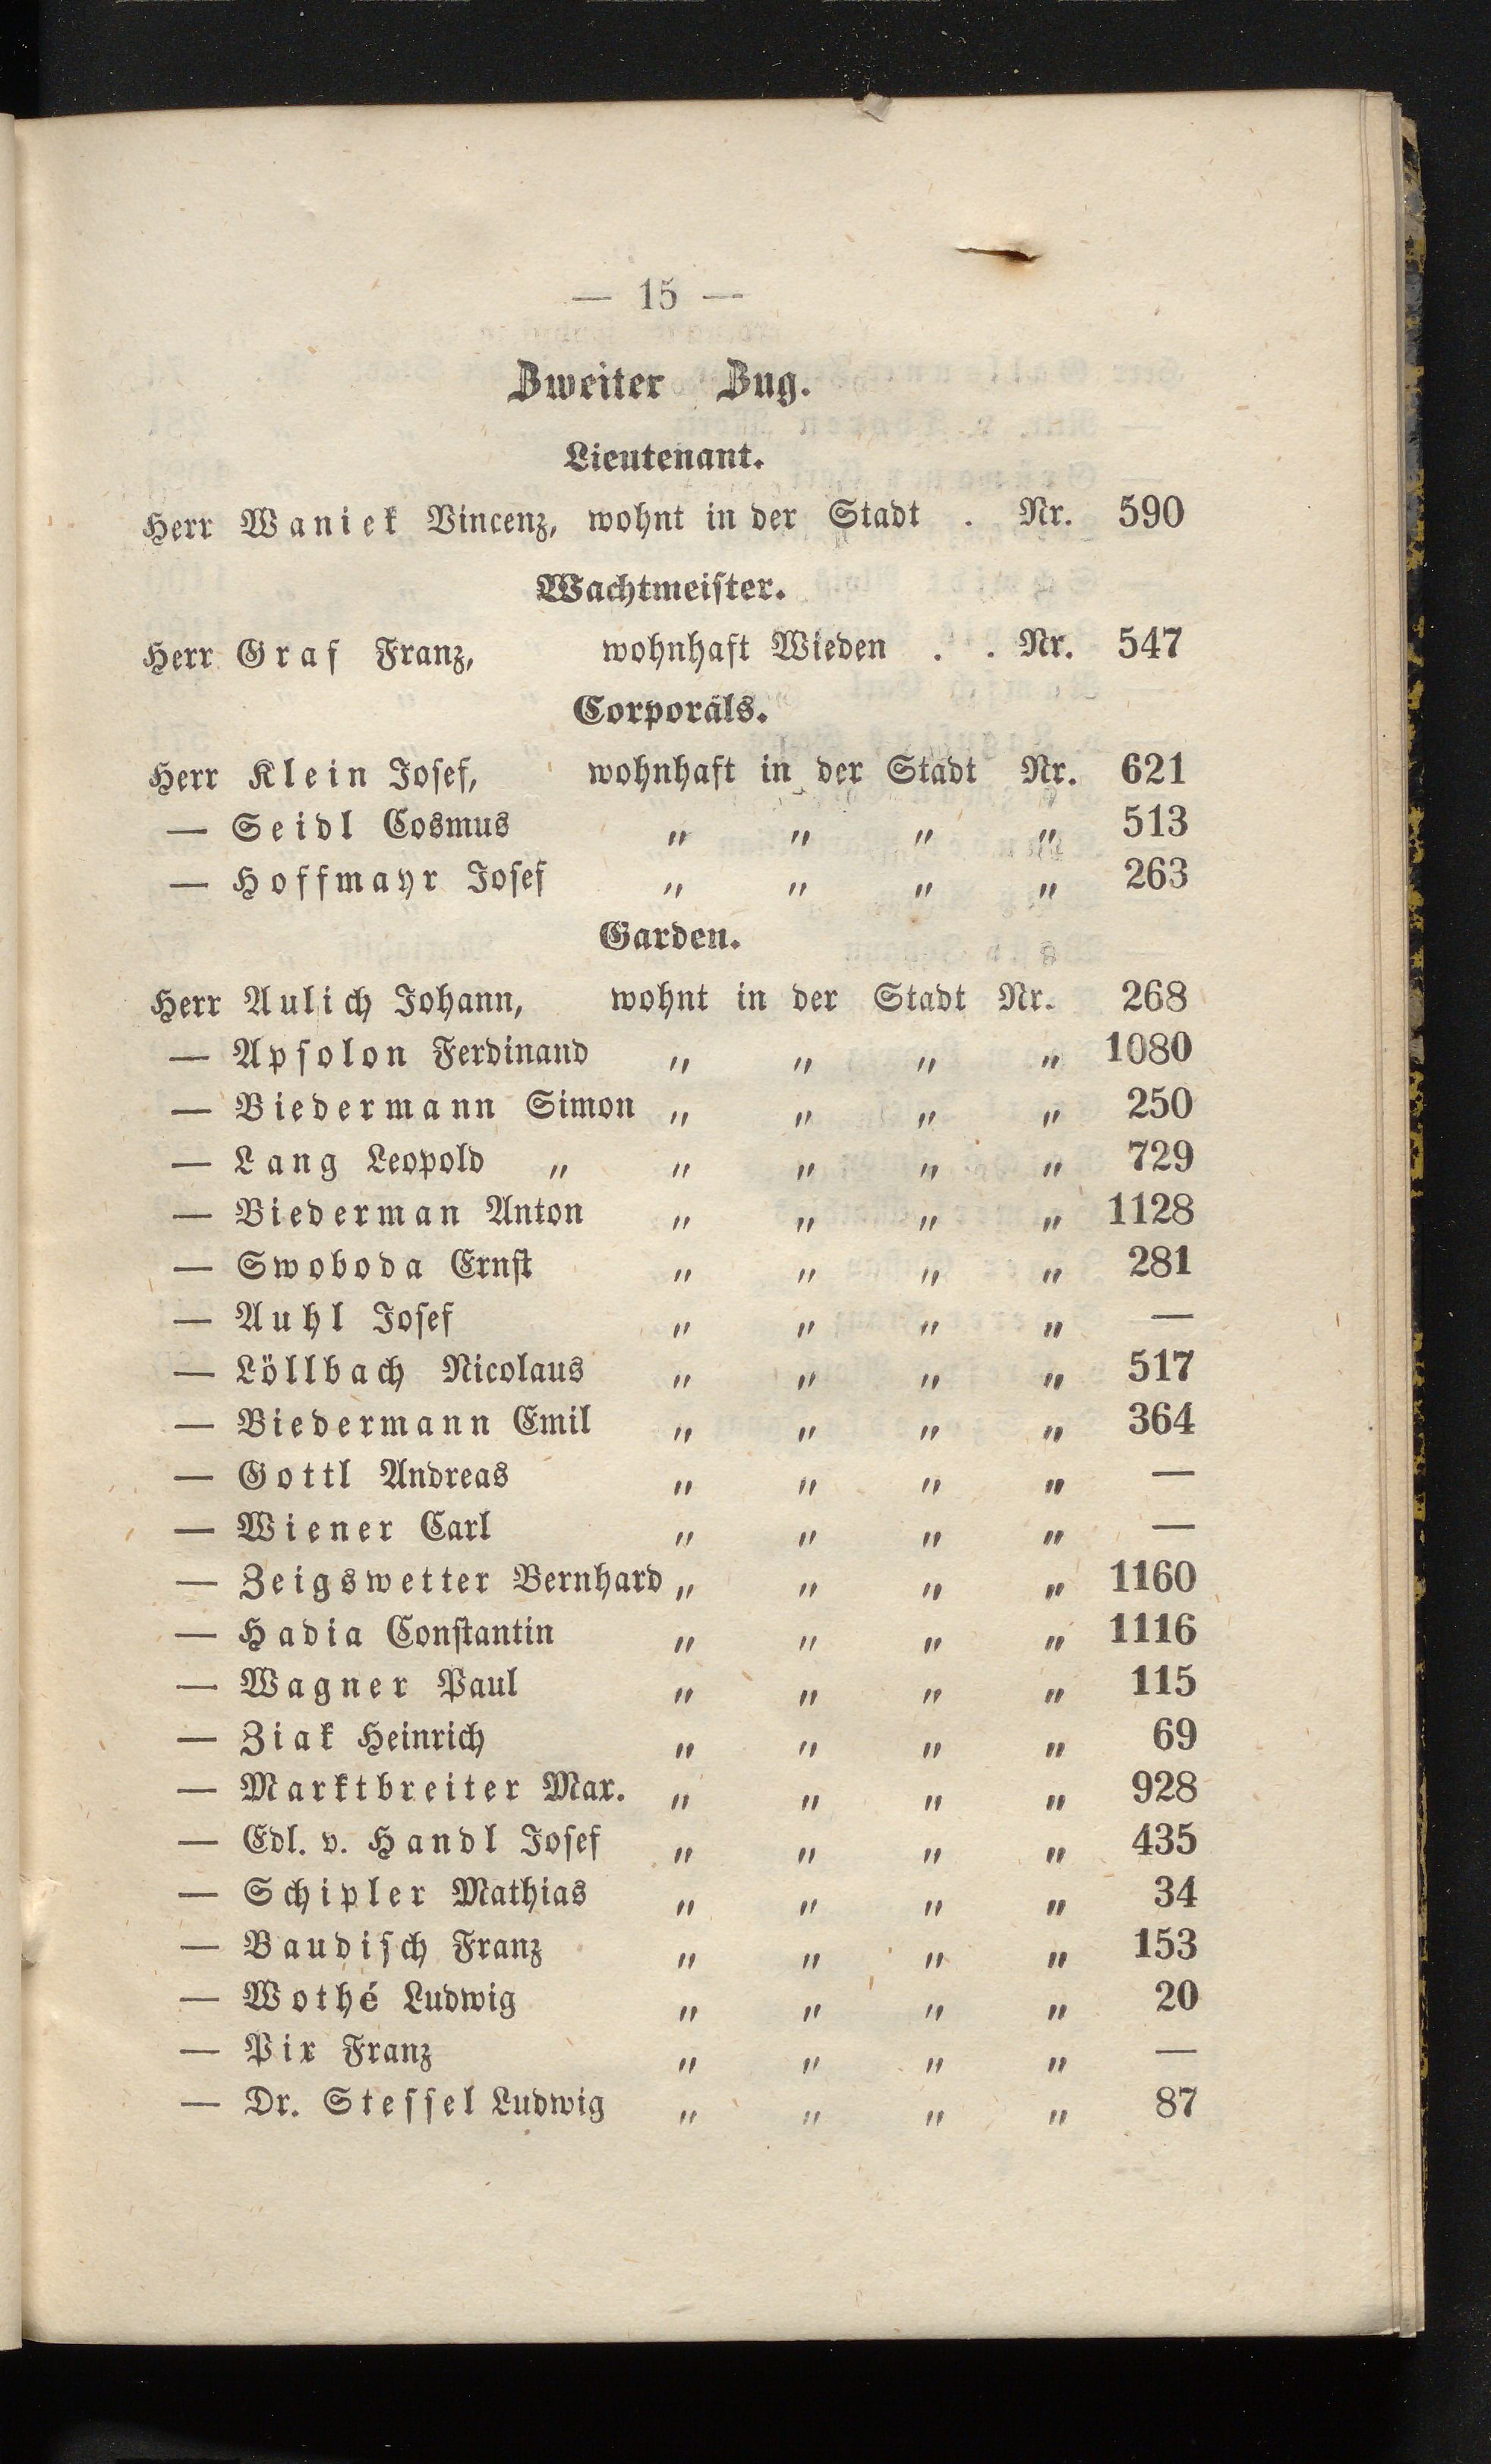 — 15 —
Zweiter Zug.
Lieutenant.
Herr Waniek Vincenz, wohnt in der Stadt . Nr. 590
Wachtmeister.
Herr Graf Franz, wohnhaft Wieden . . Nr. 547
Corporäls.
Herr Klein Josef, wohnhaft in der Stadt Nr. 621
— Seidl Cosmus „ „ „ „ 513
— Hoffmayr Josef „ „ „ „ 263
Garden.
Herr Aulich Johann, wohnt in der Stadt Nr. 268
— Apsolon Ferdinand „ „ „ „ 1080
— Biedermann Simon „ „ „ „ 250
— Lang Leopold „ „ „ „ „ 729
— Biederman Anton „ „ „ „ 1128
— Swoboda Ernst „ „ „ „ 281
— Auhl Josef „ „ „ „ —
— Löllbach Nicolaus „ „ „ „ 517
— Biedermann Emil „ „ „ „ 364
— Gottl Andreas „ „ „ „ —
— Wiener Carl „ „ „ „ —
— Zeigswetter Bernhard „ „ „ „ 1160
— Hadia Constantin „ „ „ „ 1116
— Wagner Paul „ „ „ „ 115
— Ziak Heinrich „ „ „ „ 69
— Marktbreiter Max. „ „ „ „ 928
— Edl. v. Handl Josef „ „ „ „ 435
— Schipler Mathias „ „ „ „ 34
— Baudisch Franz „ „ „ „ 153
— Wothé Ludwig „ „ „ „ 20
— Pix Franz „ „ „ „ —
— Dr. Stessel Ludwig „ „ „ „ 87